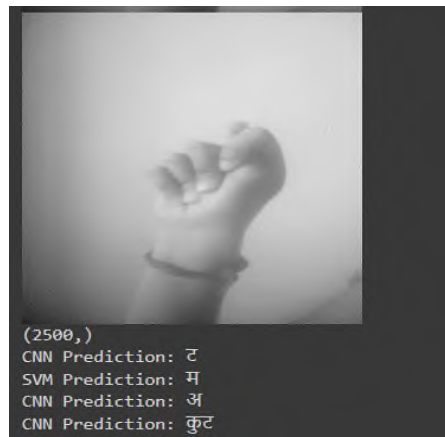 (2500,)
CNN Prediction: ट
SVM Prediction: म
CNN Prediction: अ
CNN Prediction: कुट